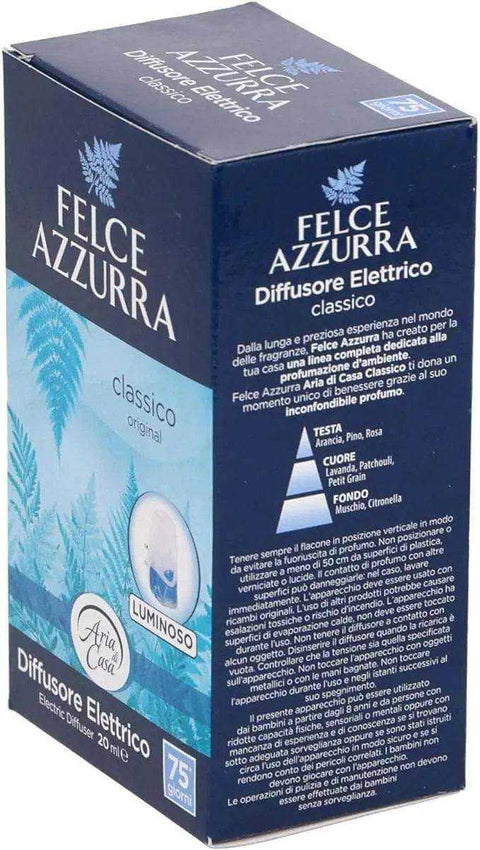 FELCE
AZZURRA
Diffusore Elettrico
classico
75
giorni
FELCE
AZZURRA
classico
original
LUMINOSO
Aria di
Casa
Diffusore Elettrico
Electric Diffuser
20 ml e
75
giorni
FELCE
AZZURRA
Diffusore Elettrico
classico
Dalla lunga e preziosa esperienza nel mondo
delle fragranze, Felce Azzurra ha creato per la
tua casa una linea completa dedicata alla
profumazione d'ambiente.
Felce Azzurra Aria di Casa Classico ti dona un
momento unico di benessere grazie al suo
inconfondibile profumo.
TESTA
Arancia, Pino, Rosa
CUORE
Lavanda, Patchouli,
Petit Grain
FONDO
Muschio, Citronella
Tenere sempre il flacone in posizione verticale in modo
da evitare la fuoriuscita di profumo. Non posizionare o
utilizzare a meno di 50 cm da superfici di plastica,
verniciate o lucide. Il contatto di profumo con altre
superfici può danneggiarle: nel caso, lavare
immediatamente. L'apparecchio deve essere usato con
ricambi originali. L'uso di altri prodotti potrebbe causare
esalazioni tossiche o rischio d'incendio. L'apparecchio ha
superfici di evaporazione calde, non deve essere toccato
durante l'uso. Non tenere il diffusore a contatto con
alcun oggetto. Disinserire il diffusore quando la ricarica è
vuota. Controllare che la tensione sia quella specificata
sull'apparecchio. Non toccare l'apparecchio con oggetti
metallici o con le mani bagnate. Non toccare
l'apparecchio durante l'uso e negli istanti successivi al
suo spegnimento.
Il presente apparecchio può essere utilizzato
dai bambini a partire dagli 8 anni e da persone con
ridotte capacità fisiche, sensoriali o mentali oppure con
mancanza di esperienza e di conoscenza se si trovano
sotto adeguata sorveglianza oppure se sono stati istruiti
circa l'uso dell'apparecchio in modo sicuro e se si
rendono conto dei pericoli correlati. I bambini non
devono giocare con l'apparecchio.
Le operazioni di pulizia e di manutenzione non devono
essere effettuate dai bambini
senza sorveglianza.